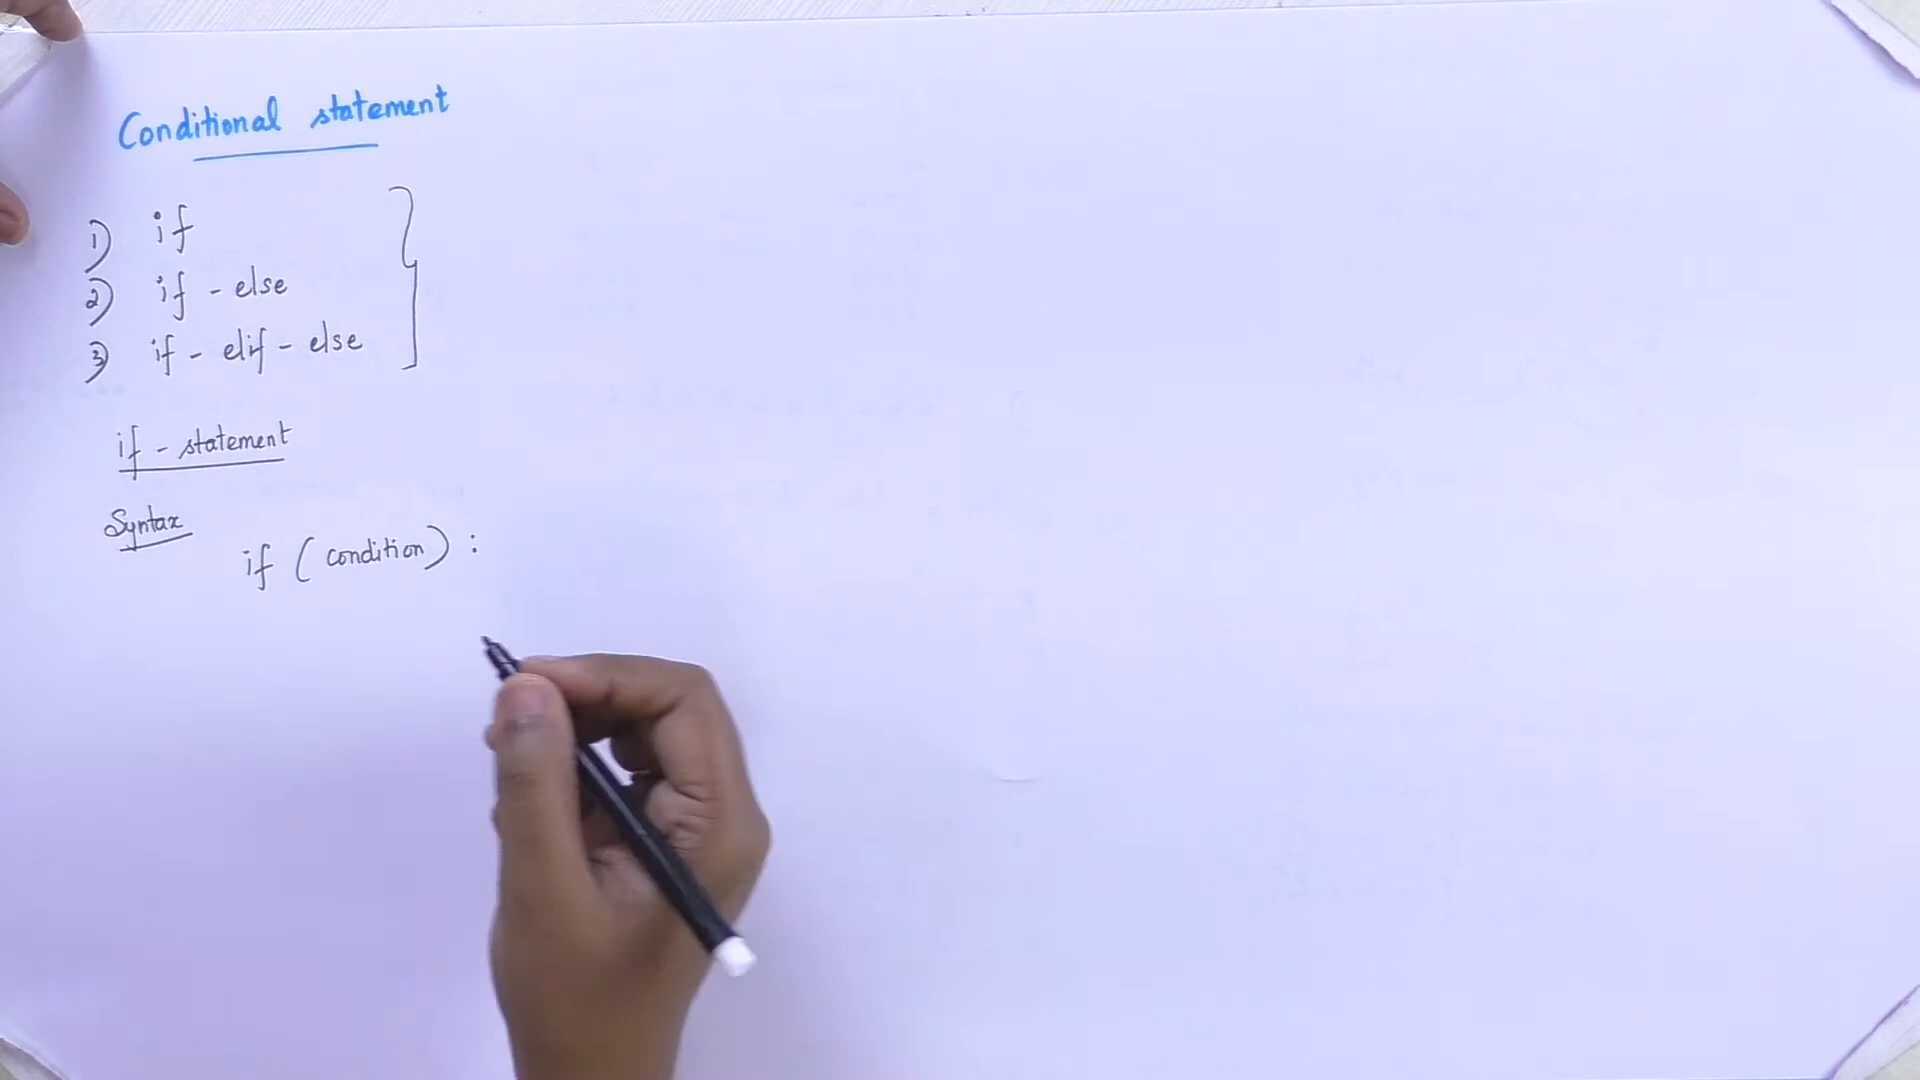 Conditional statement
1) if
2) if - else
3) if - elif - else
if - statement
Syntax
if (condition) :